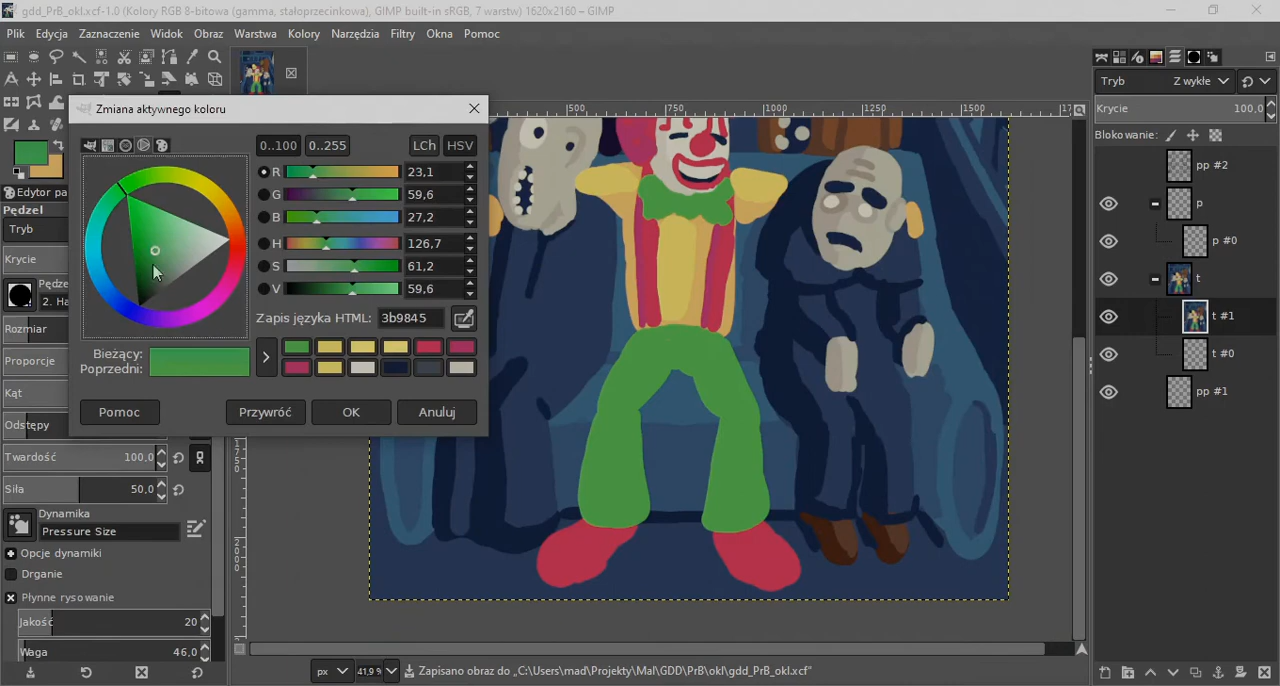 gdd_PrB_okl.xcf-1.0 (Kolory RGB 8-bitowa (gamma, stałoprzecinkowa), GIMP built-in sRGB, 7 warstw) 1620x2160 – GIMP
Plik Edycja Zaznaczenie Widok Obraz Warstwa Kolory Narzędzia Filtry Okna Pomoc
Zmiana aktywnego koloru
0..100 0..255 LCh HSV
R 23,1
G 59,6
B 27,2
H 126,7
S 61,2
V 59,6
Zapis języka HTML: 3b9845
Bieżący:
Poprzedni:
Pomoc Przywróć OK Anuluj
Edytor pa
Pędzel
Tryb
Krycie
Pędze
2. Ha
Rozmiar
Proporcje
Kąt
Odstępy
Twardość 100,0
Siła 50,0
Dynamika
Pressure Size
Opcje dynamiki
Drganie
Płynne rysowanie
Jakość 20
Waga 46,0
500 750 1000 1250 1500
1750
2000
px 41,9% Zapisano obraz do „C:\Users\mad\Projekty\Mal\GDD\PrB\okl\gdd_PrB_okl.xcf”
Tryb Z wykłe
Krycie 100,0
Blokowanie:
pp #2
p
p #0
t
t #1
t #0
pp #1